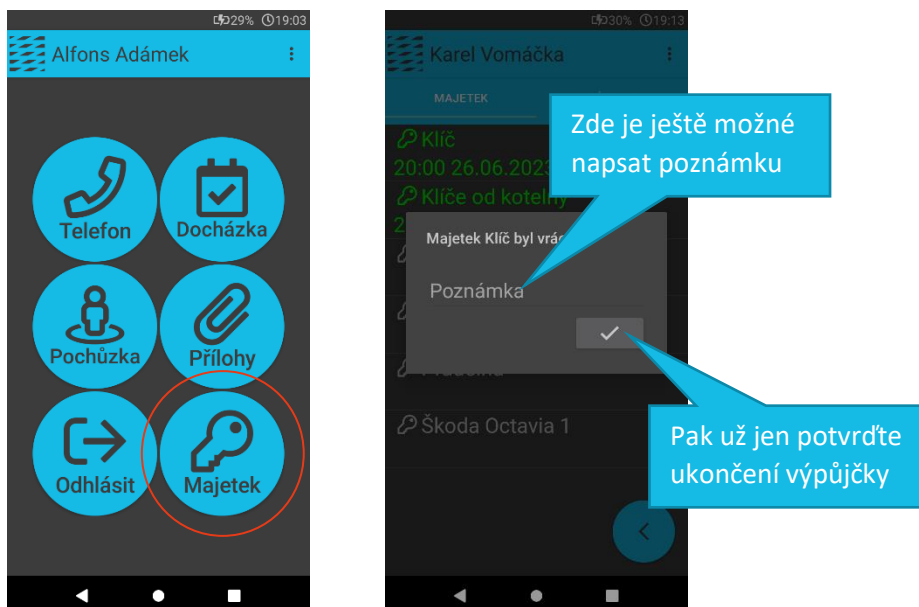 29% 19:03
Alfons Adámek
Telefon
Docházka
Pochůzka
Přílohy
Odhlásit
Majetek
30% 19:13
Karel Vomáčka
MAJETEK
Klíč
20:00 26.06.2023
Klíče od kotelny
2
Majetek Klíč byl
Poznámka
Škoda Octavia 1
Zde je ještě možné
napsat poznámku
Pak už jen potvrďte
ukončení výpůjčky